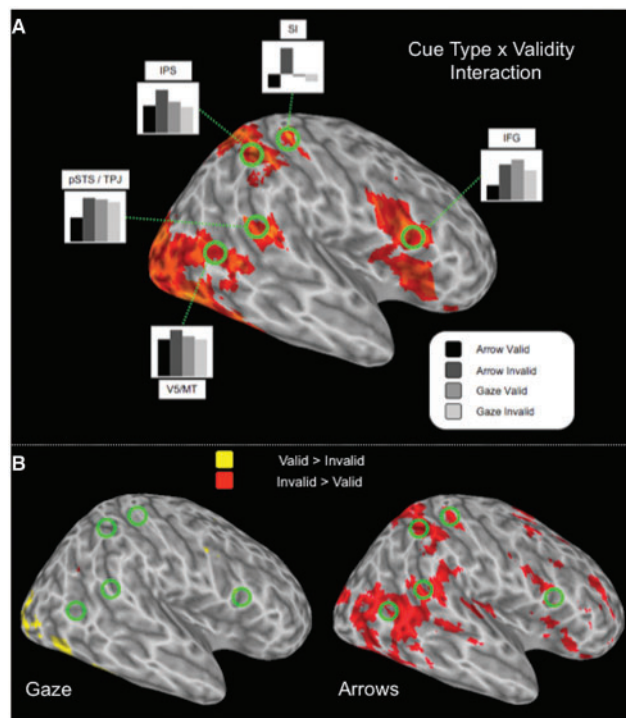 A
SI
Cue Type x Validity
Interaction
IPS
IFG
pSTS / TPJ
V5/MT
Arrow Valid
Arrow Invalid
Gaze Valid
Gaze Invalid
B
Valid > Invalid
Invalid > Valid
Gaze
Arrows